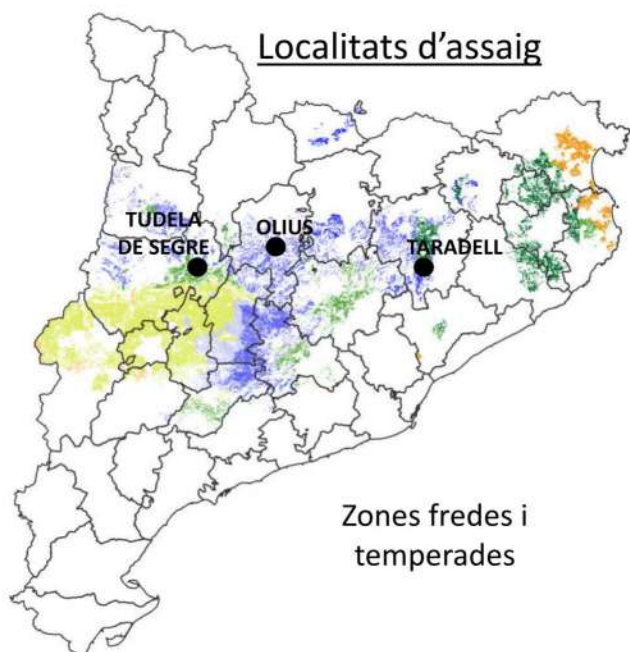 Localitats d’assaig
TUDELA
DE SEGRE
OLIUS
TARADELL
Zones fredes i
temperades